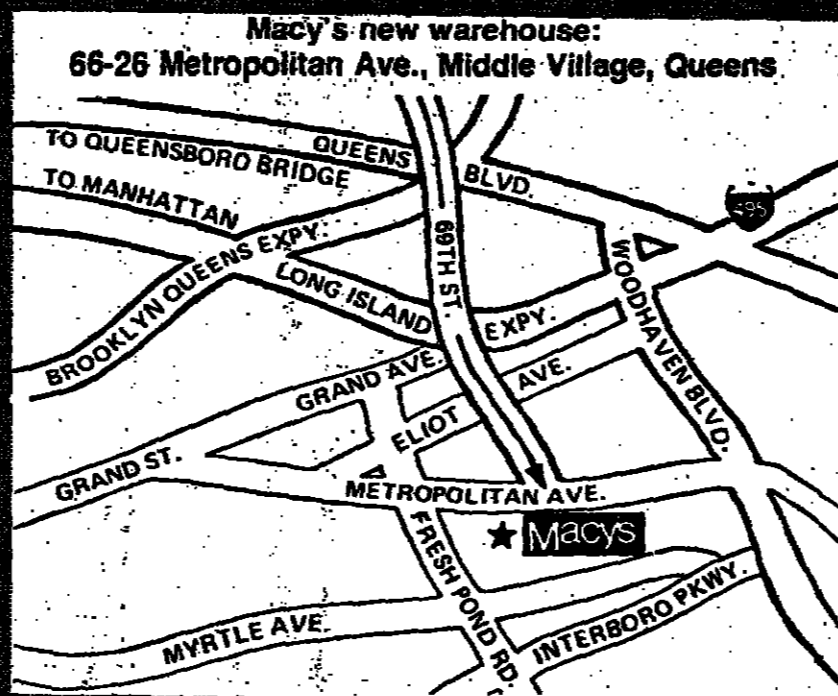 Macy's new warehouse:
66-26 Metropolitan Ave., Middle Village, Queens
TO QUEENSBORO BRIDGE
QUEENS BLVD.
TO MANHATTAN
495
BROOKLYN QUEENS EXPY.
69TH ST.
LONG ISLAND EXPY.
WOODHAVEN BLVD.
GRAND AVE.
ELIOT AVE.
GRAND ST.
METROPOLITAN AVE.
★ Macys
FRESH POND RD.
INTERBORO PKWY.
MYRTLE AVE.